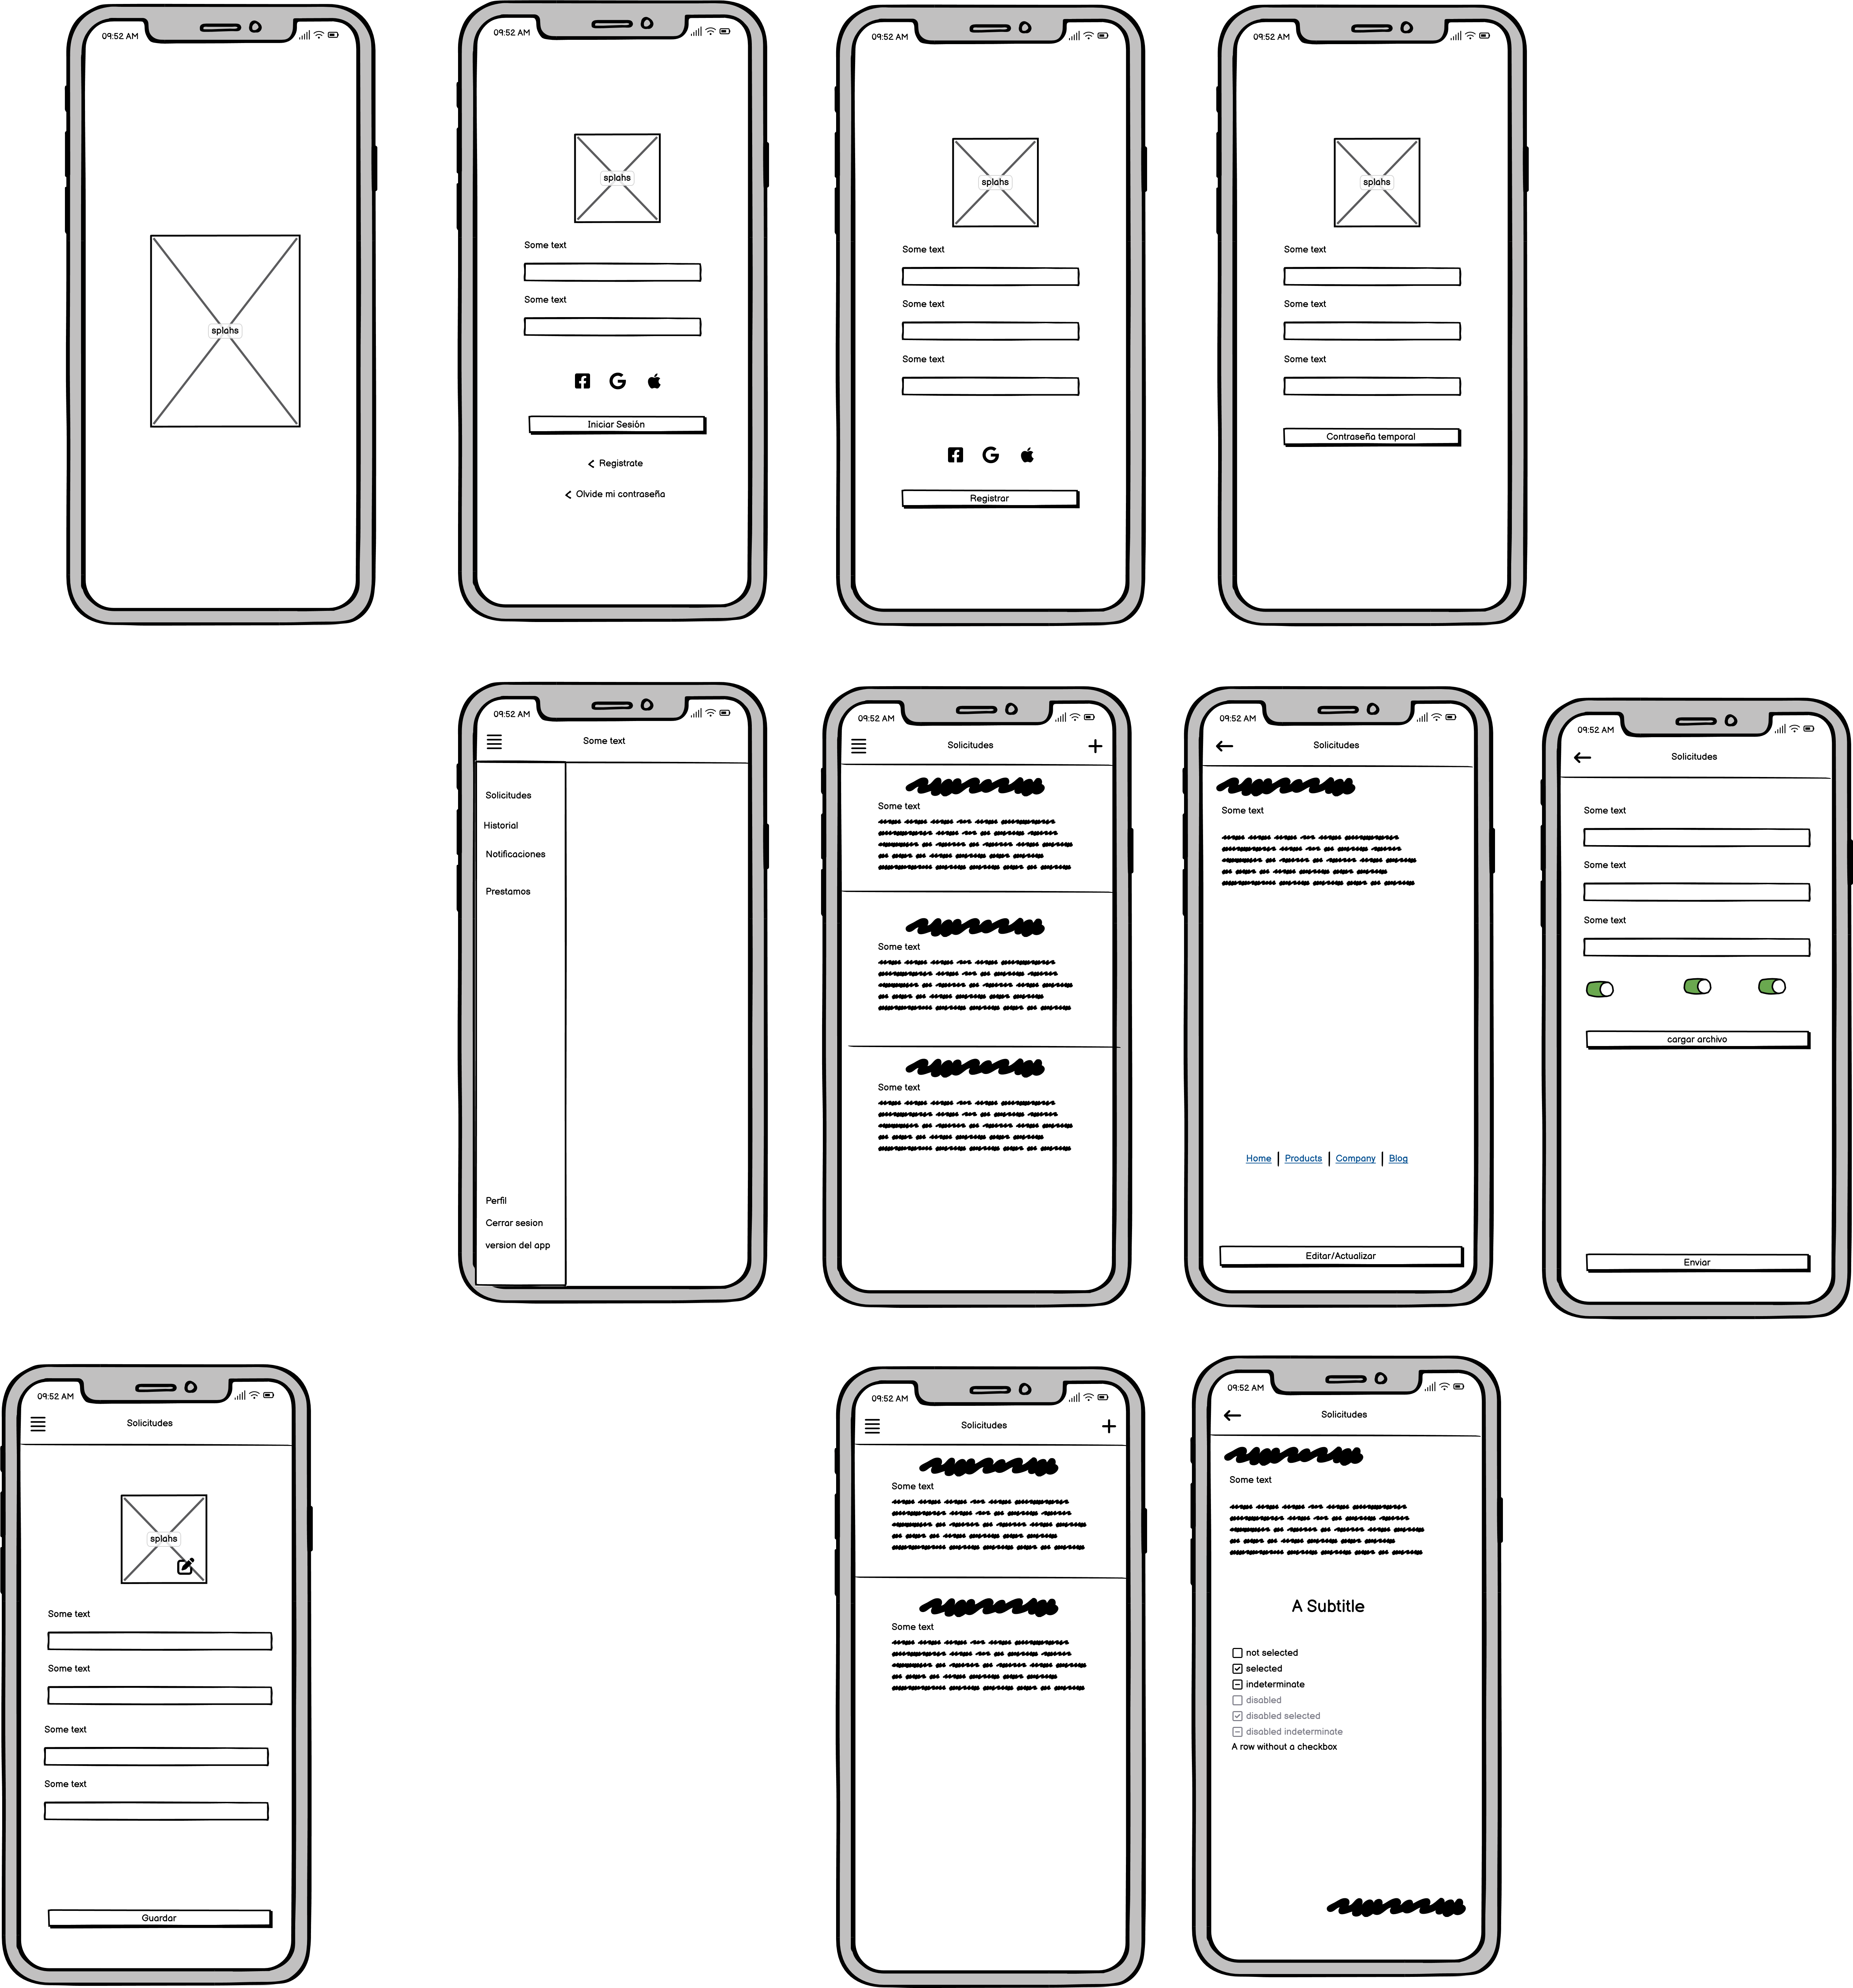 09:52 AM
splahs
09:52 AM
splahs
Some text
Some text
Iniciar Sesión
Registrate
Olvide mi contraseña
09:52 AM
splahs
Some text
Some text
Some text
Registrar
09:52 AM
splahs
Some text
Some text
Some text
Contraseña temporal
09:52 AM
Some text
Solicitudes
Historial
Notificaciones
Prestamos
Perfil
Cerrar sesion
version del app
09:52 AM
Solicitudes
Some text
Some text
Some text
09:52 AM
Solicitudes
Some text
Home | Products | Company | Blog
Editar/Actualizar
09:52 AM
Solicitudes
Some text
Some text
Some text
cargar archivo
Enviar
09:52 AM
Solicitudes
splahs
Some text
Some text
Some text
Some text
Guardar
09:52 AM
Solicitudes
Some text
Some text
09:52 AM
Solicitudes
Some text
A Subtitle
not selected
selected
indeterminate
disabled
disabled selected
disabled indeterminate
A row without a checkbox